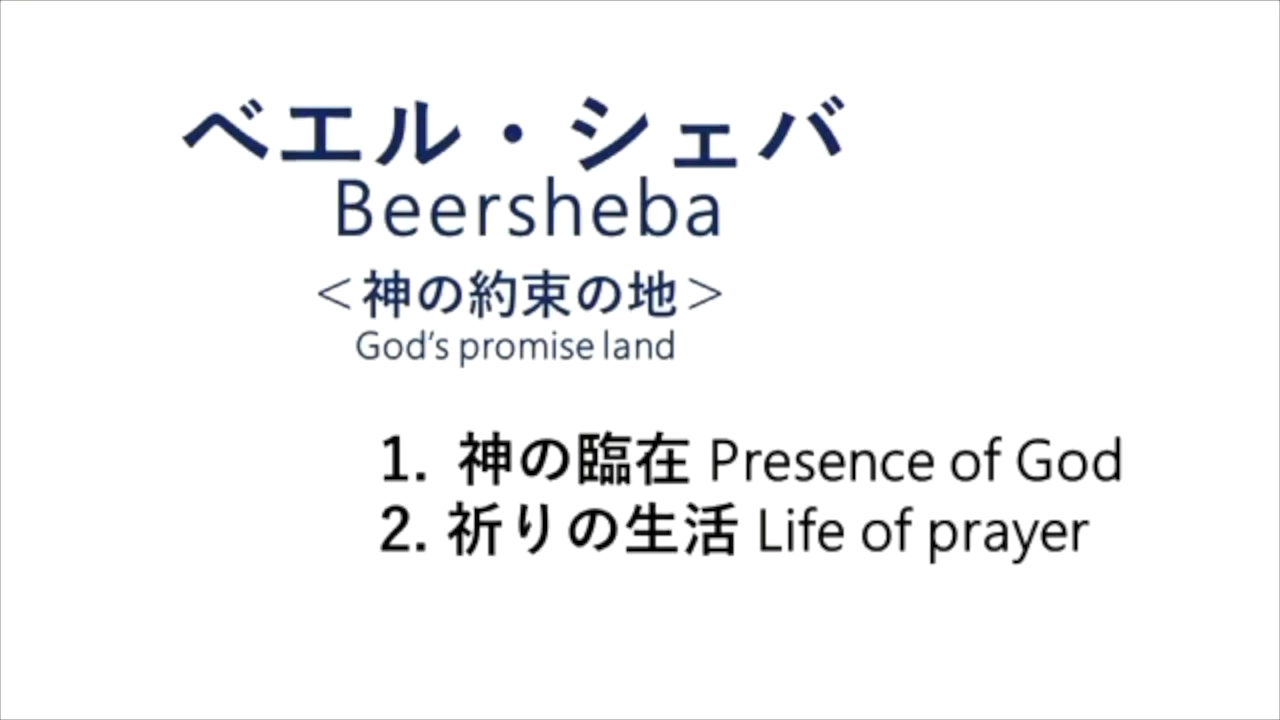 ベエル・シェバ
Beersheba
＜神の約束の地＞
God's promise land
1. 神の臨在 Presence of God
2. 祈りの生活 Life of prayer